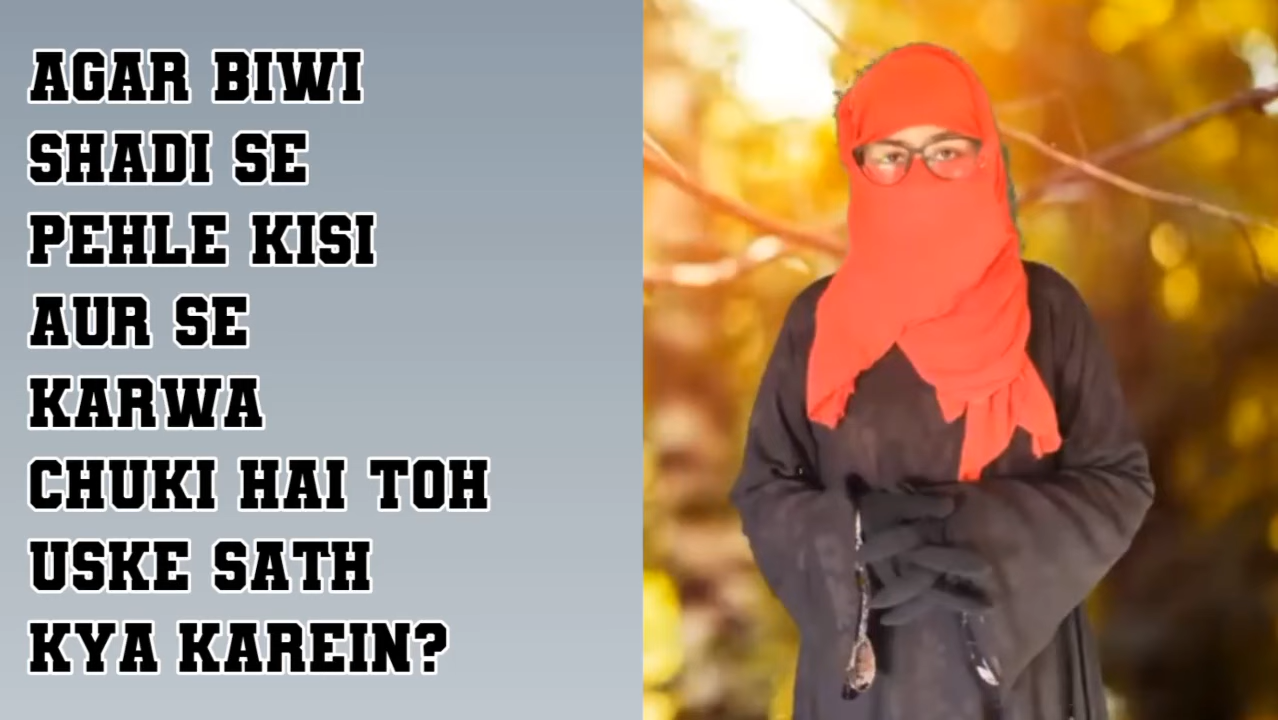 AGAR BIWI
SHADI SE
PEHLE KISI
AUR SE
KARWA
CHUKI HAI TOH
USKE SATH
KYA KAREIN?